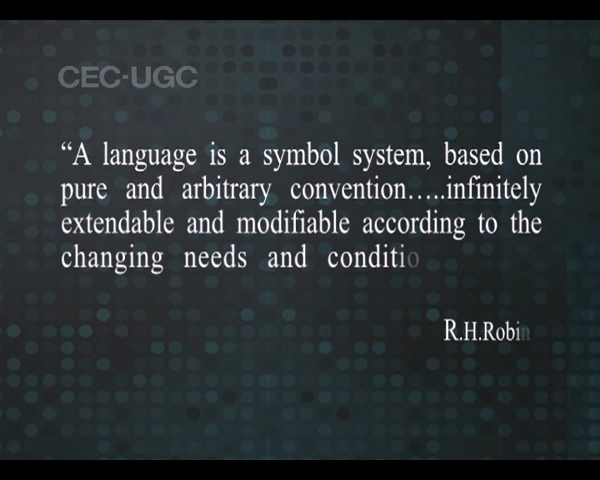 CEC-UGC
“A language is a symbol system, based on
pure and arbitrary convention…..infinitely
extendable and modifiable according to the
changing needs and conditio
R.H.Robin